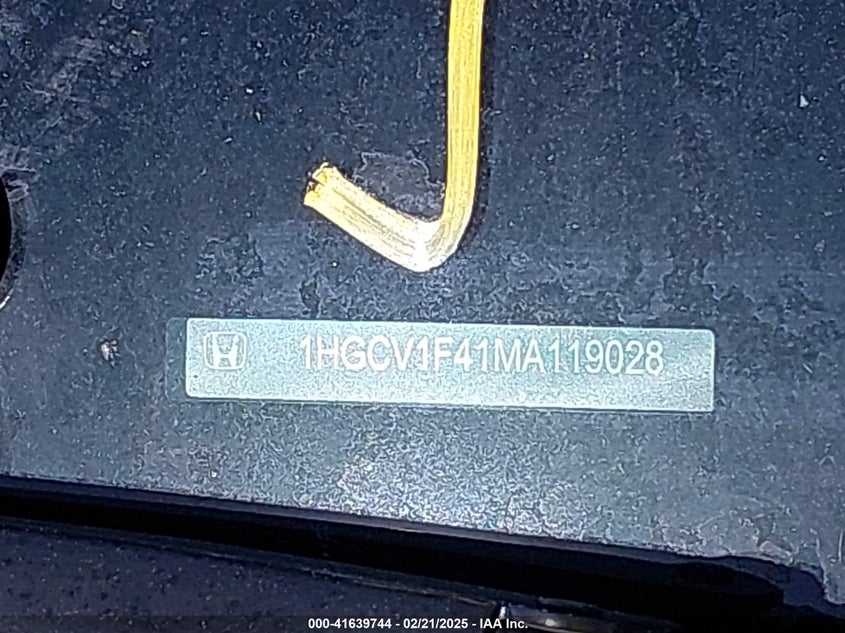 1HGCV1F41MA119028
000-41639744 -- 02/21/2025 -- IAA Inc.